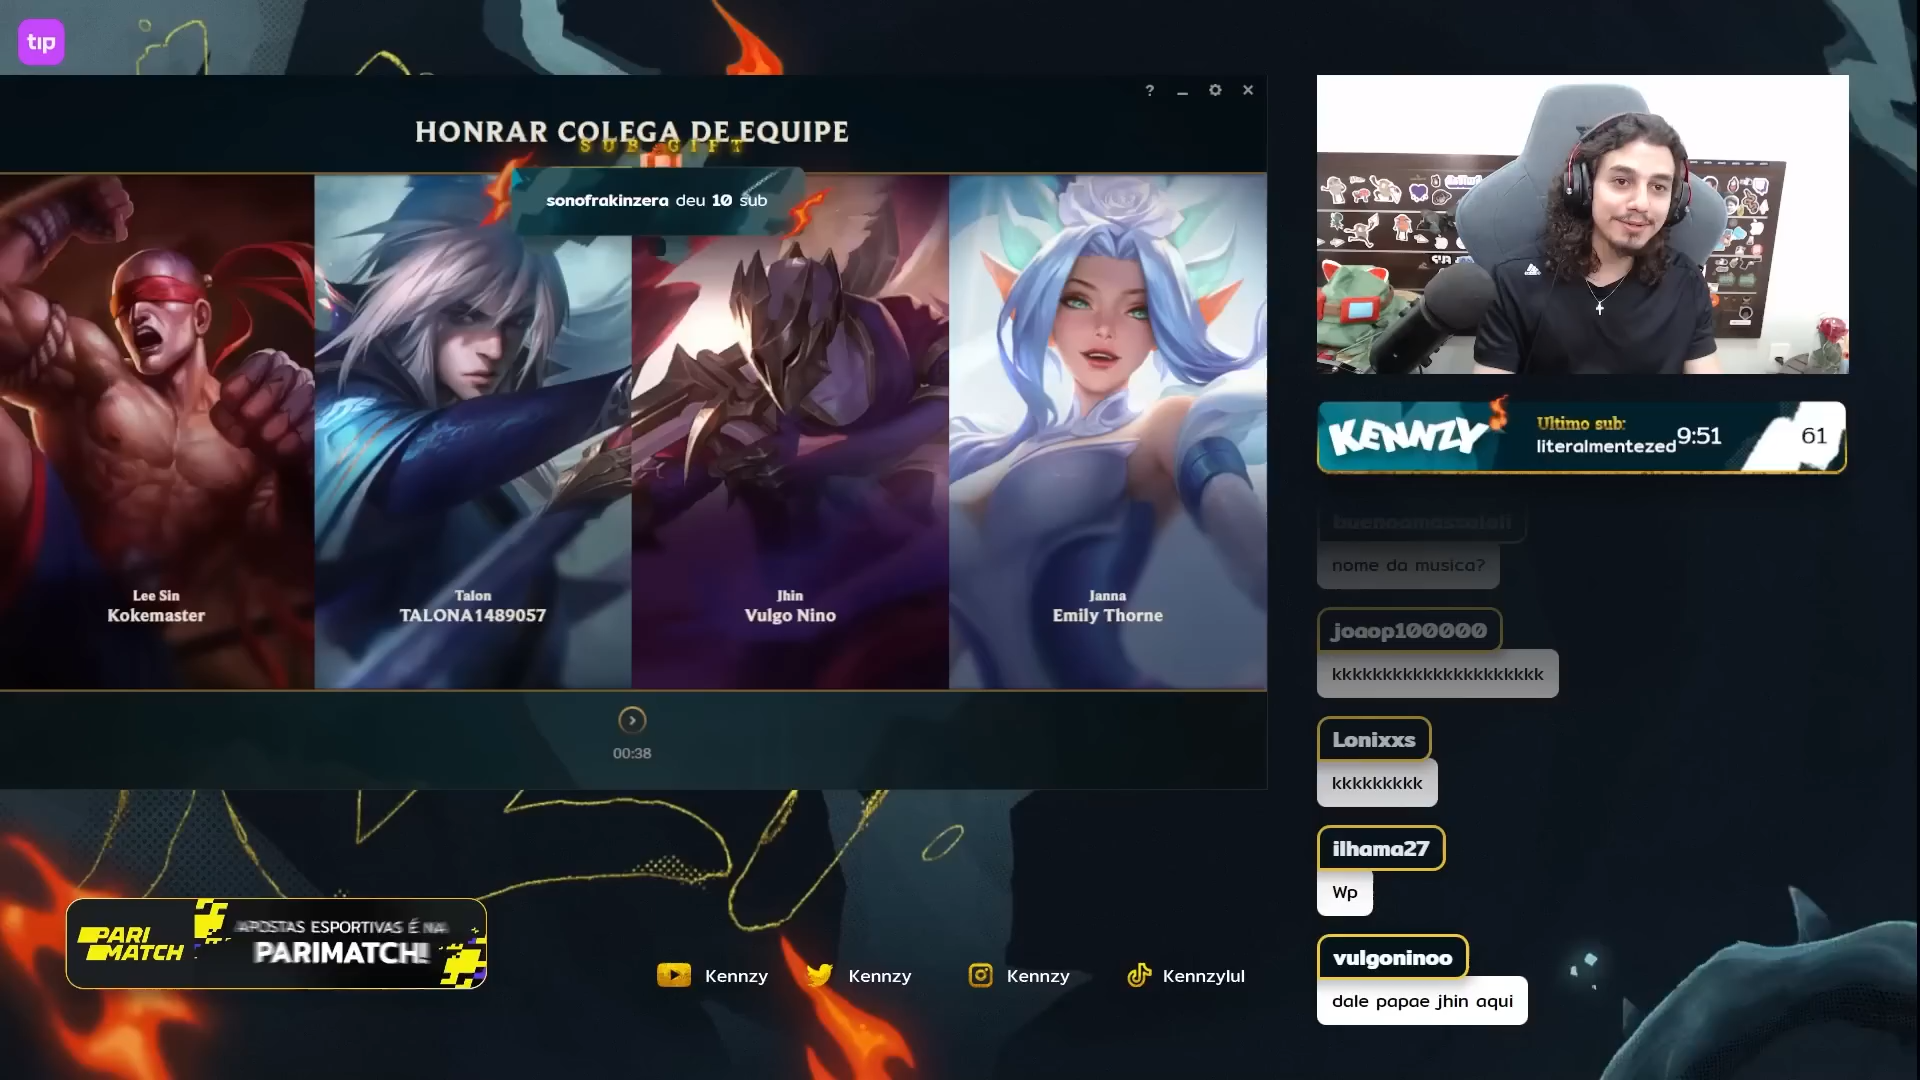 tip
?
HONRAR COLEGA DE EQUIPE
SUB GIFT
sonofrakinzera deu 10 sub
Lee Sin
Kokemaster
Talon
TALONA1489057
Jhin
Vulgo Nino
Janna
Emily Thorne
00:38
KENNZY
Ultimo sub:
literalmentezed
9:51
61
nome da musica?
joaop100000
kkkkkkkkkkkkkkkkkkkkk
Lonixxs
kkkkkkkkk
ilhama27
Wp
vulgoninoo
dale papae jhin aqui
PARI
MATCH
APOSTAS ESPORTIVAS É NA
PARIMATCH!
Kennzy
Kennzy
Kennzy
Kennzylul